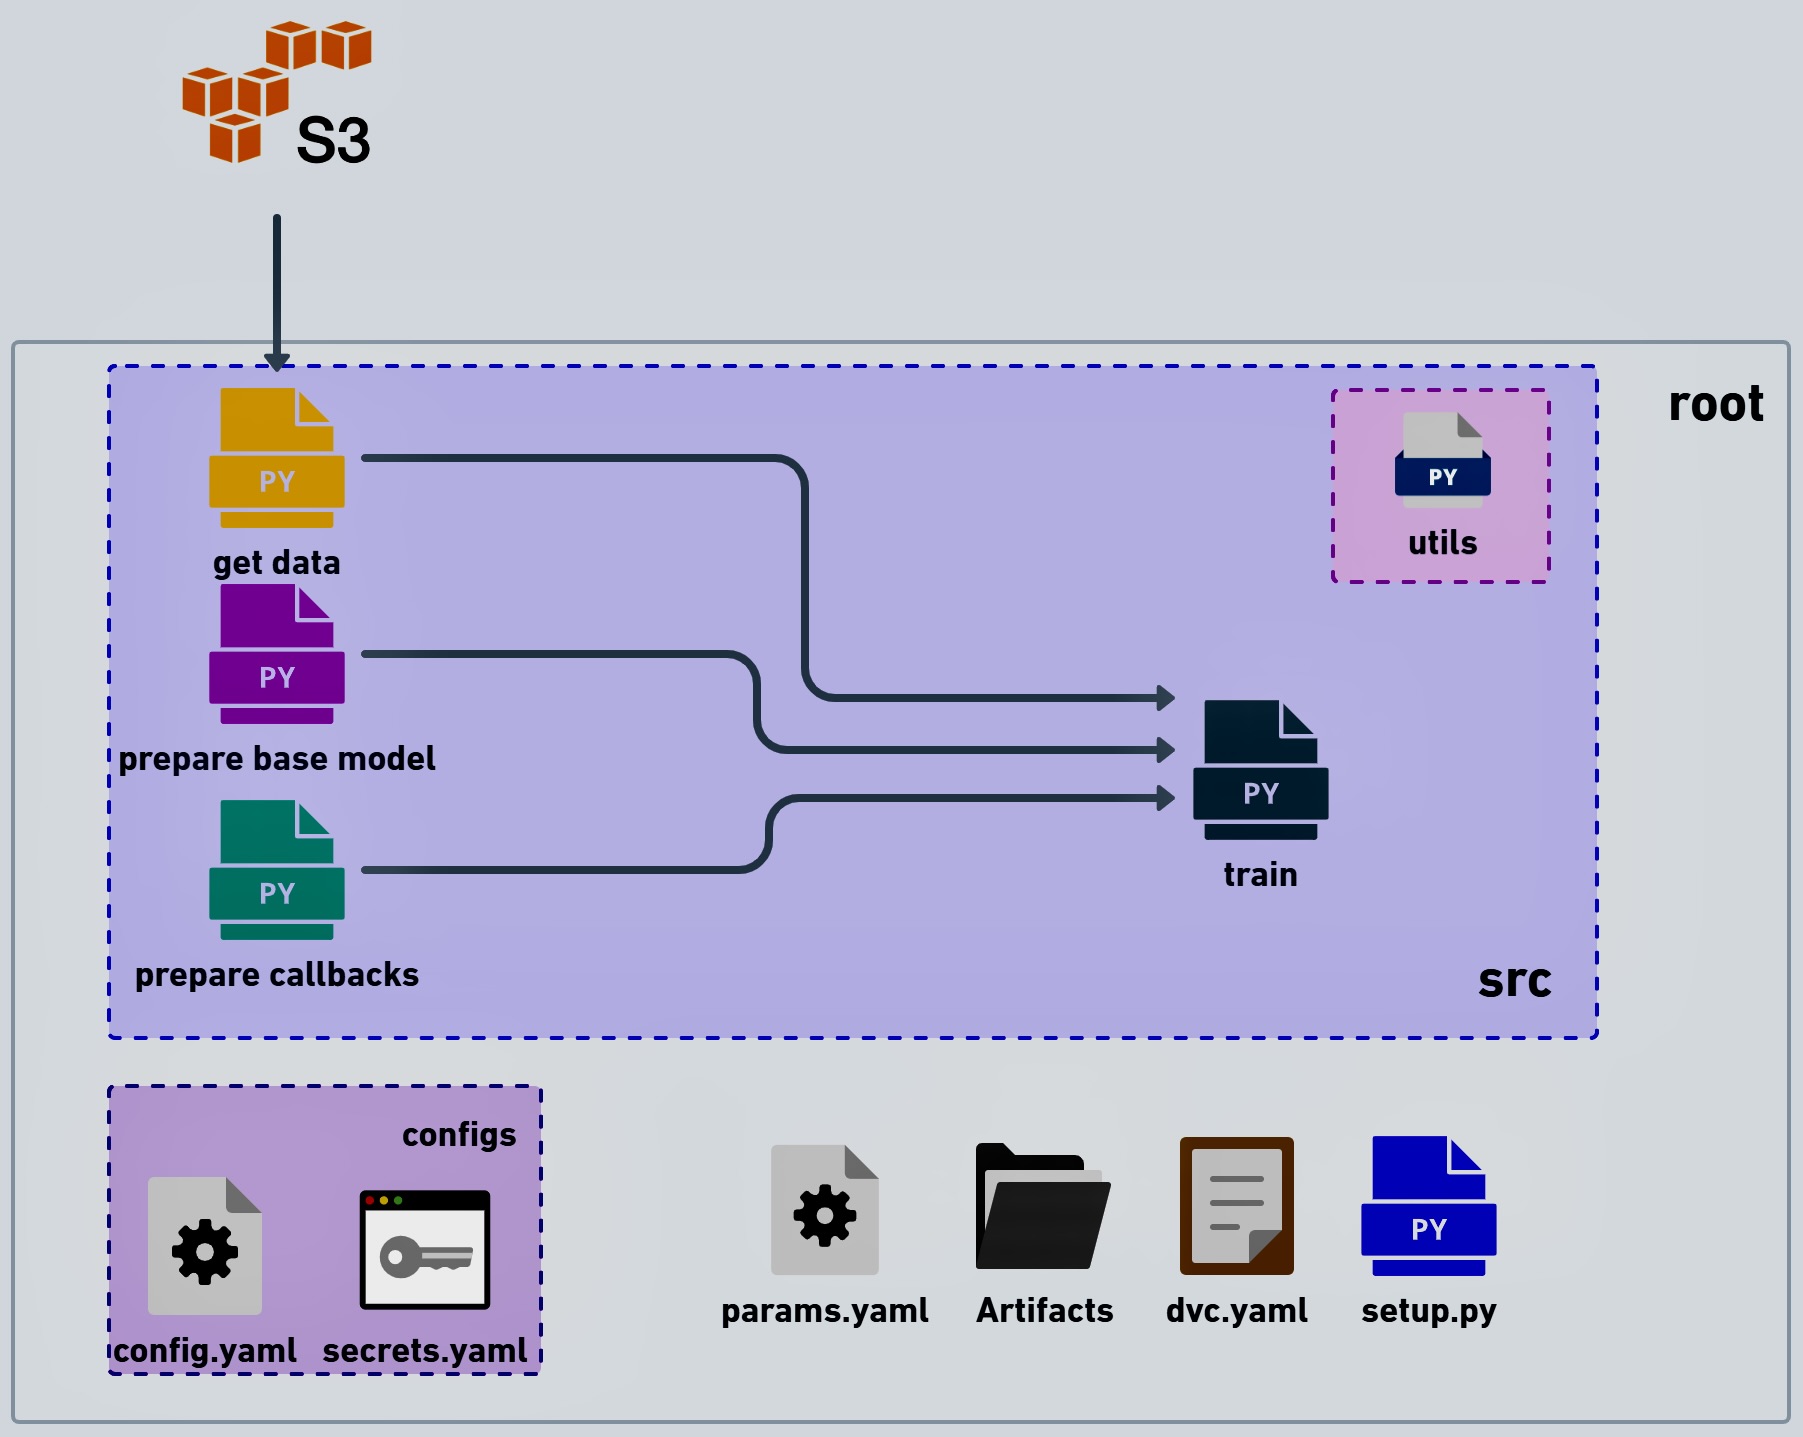 S3
root
PY
get data
PY
utils
PY
prepare base model
PY
train
PY
prepare callbacks
src
configs
config.yaml
secrets.yaml
params.yaml
Artifacts
dvc.yaml
PY
setup.py